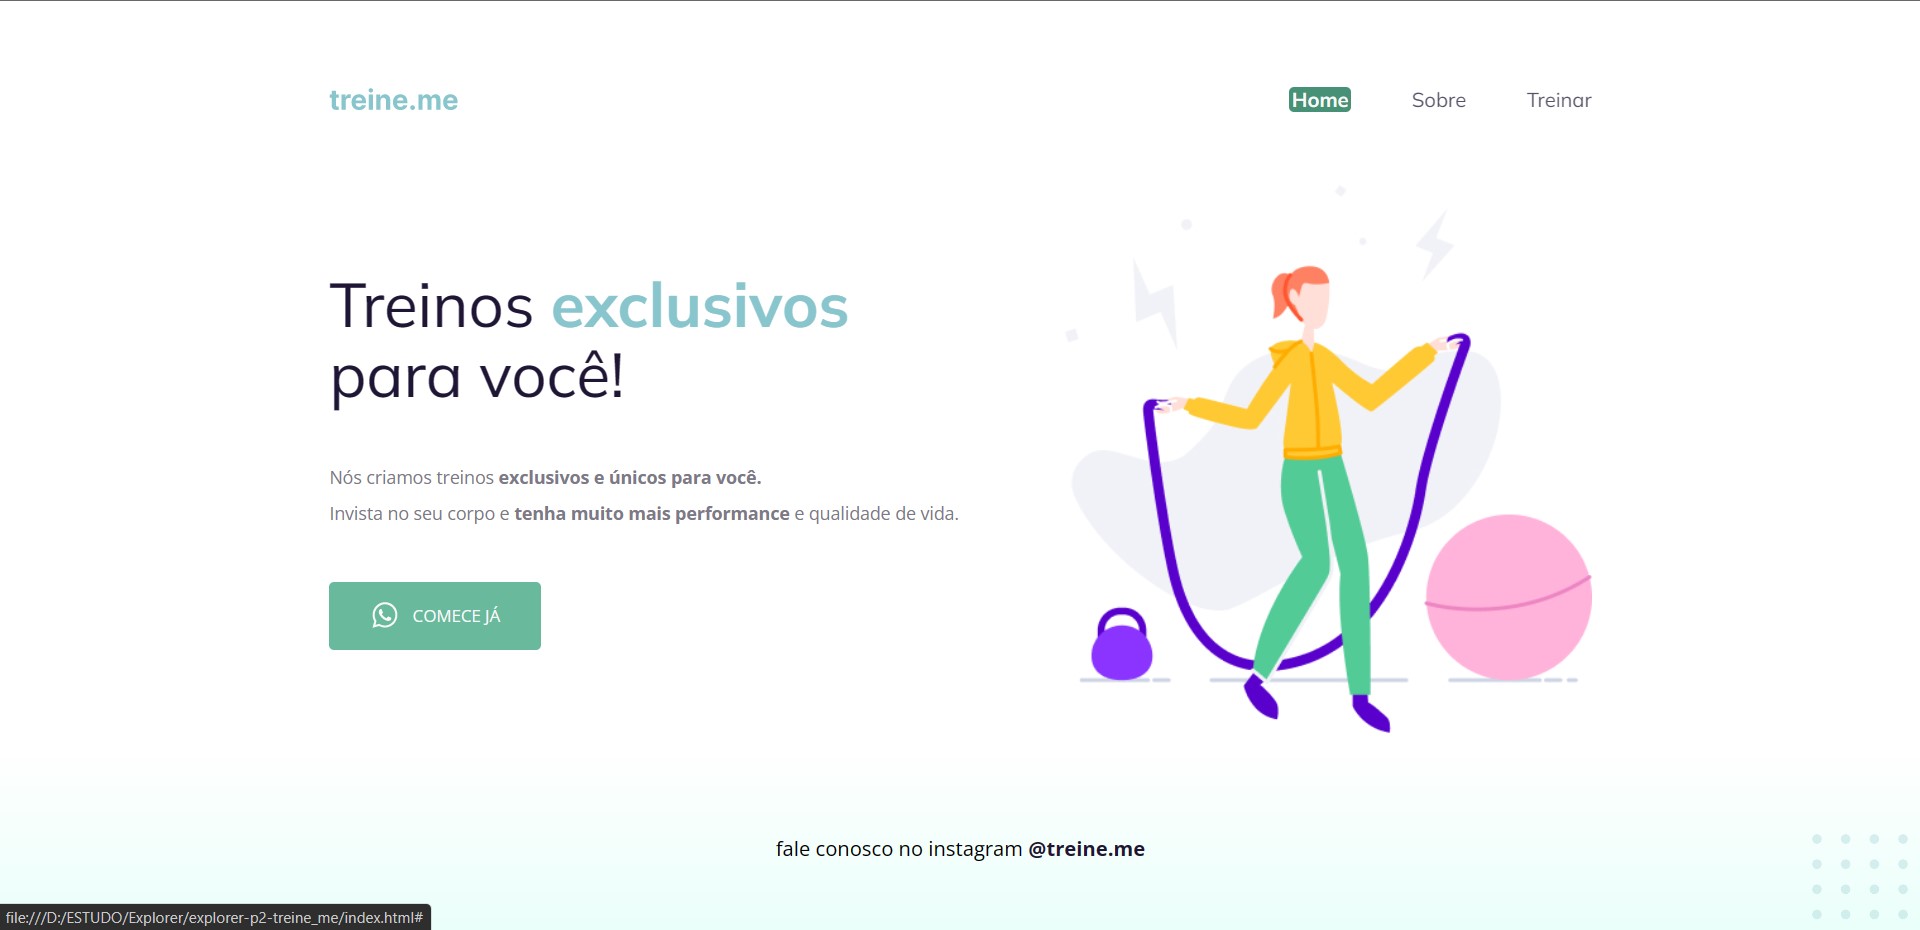 treine.me
Home
Sobre
Treinar
Treinos exclusivos
para você!
Nós criamos treinos exclusivos e únicos para você.
Invista no seu corpo e tenha muito mais performance e qualidade de vida.
COMECE JÁ
fale conosco no instagram @treine.me
file:///D:/ESTUDO/Explorer/explorer-p2-treine_me/index.html#